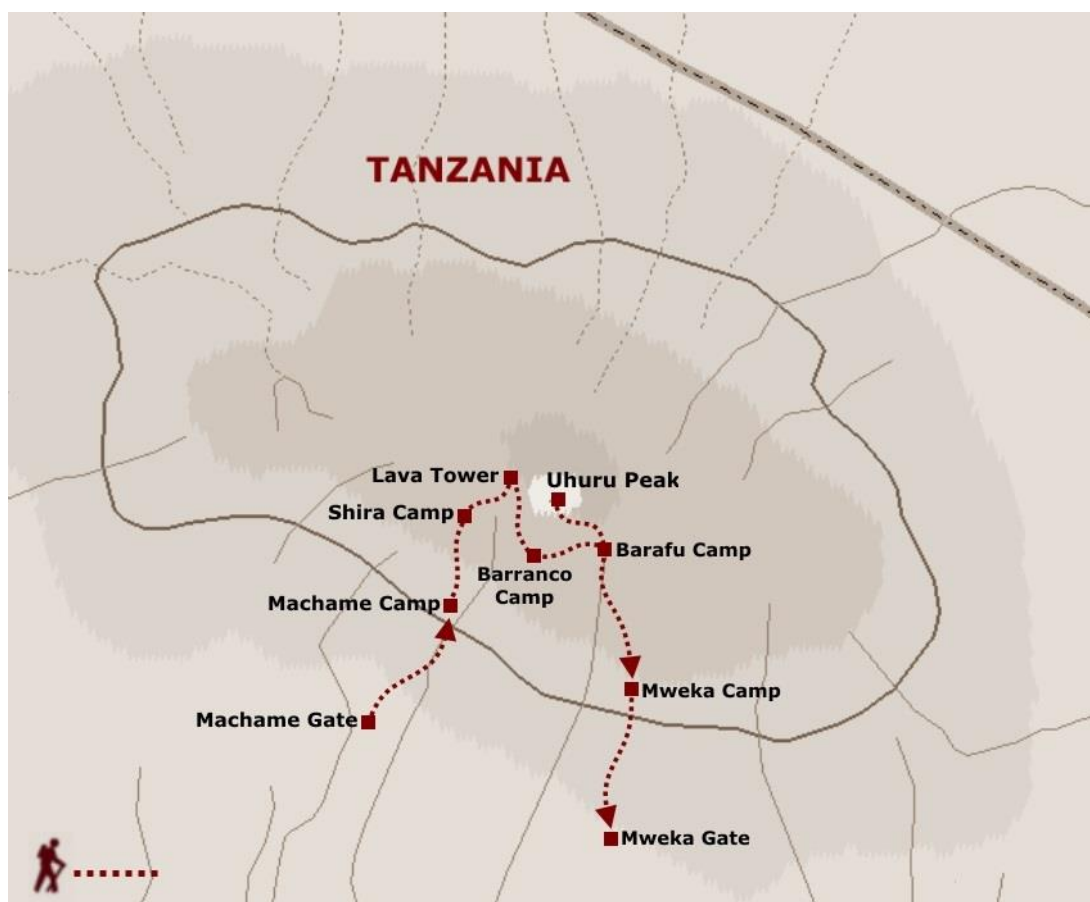 TANZANIA
Lava Tower
Uhuru Peak
Shira Camp
Barafu Camp
Barranco
Camp
Machame Camp
Mweka Camp
Machame Gate
Mweka Gate